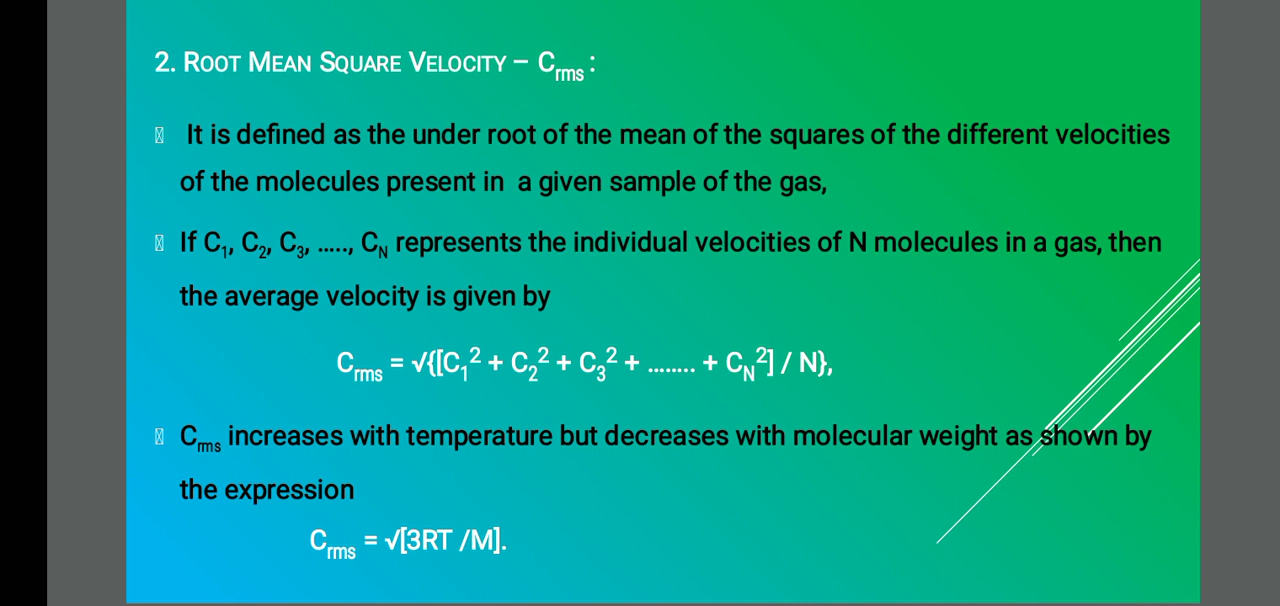 2. ROOT MEAN SQUARE VELOCITY – Crms :
It is defined as the under root of the mean of the squares of the different velocities
of the molecules present in a given sample of the gas,
If C1, C2, C3, ....., CN represents the individual velocities of N molecules in a gas, then
the average velocity is given by
Crms = √{[C1² + C2² + C3² + ........ + CN²] / N},
Crms increases with temperature but decreases with molecular weight as shown by
the expression
Crms = √[3RT /M].